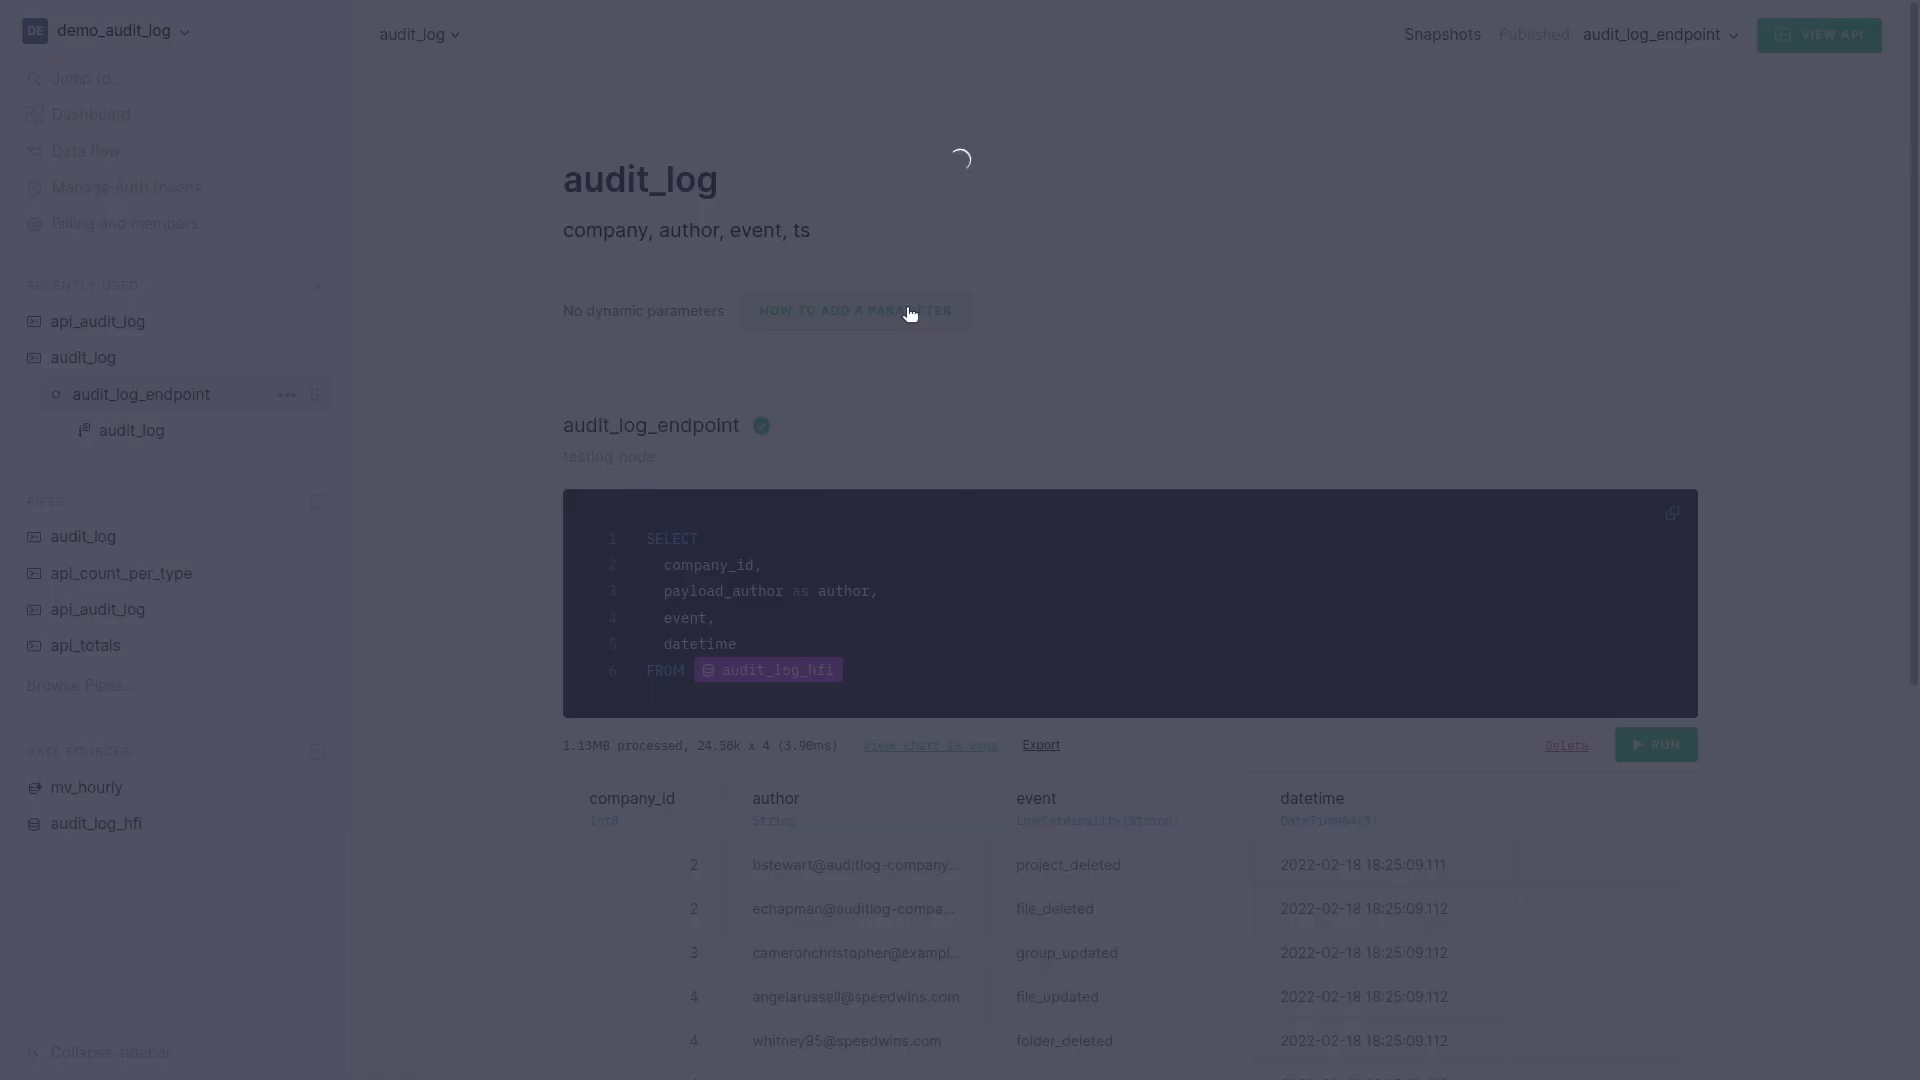 DE demo_audit_log
audit_log
Snapshots Published audit_log_endpoint VIEW API
Jump to...
Dashboard
Data flow
Manage Auth tokens
Billing and members
RECENTLY USED
api_audit_log
audit_log
audit_log_endpoint
audit_log
PIPES
audit_log
api_count_per_type
api_audit_log
api_totals
Browse Pipes...
DATA SOURCES
mv_hourly
audit_log_hfi
Collapse sidebar
audit_log
company, author, event, ts
No dynamic parameters HOW TO ADD A PARAMETER
audit_log_endpoint
testing node
1 SELECT
2 company_id,
3 payload_author as author,
4 event,
5 datetime
6 FROM audit_log_hfi
1.13MB processed, 24.58k x 4 (3.90ms) · View chart in Vega Export Delete RUN
company_id author event datetime
String LowCardinality(String) DateTime64(3)
2 bstewart@auditlog-company... project_deleted 2022-02-18 18:25:09.111
2 echapman@auditlog-compa... file_deleted 2022-02-18 18:25:09.112
3 cameronchristopher@exampl... group_updated 2022-02-18 18:25:09.112
4 angelarussell@speedwins.com file_updated 2022-02-18 18:25:09.112
4 whitney95@speedwins.com folder_deleted 2022-02-18 18:25:09.112